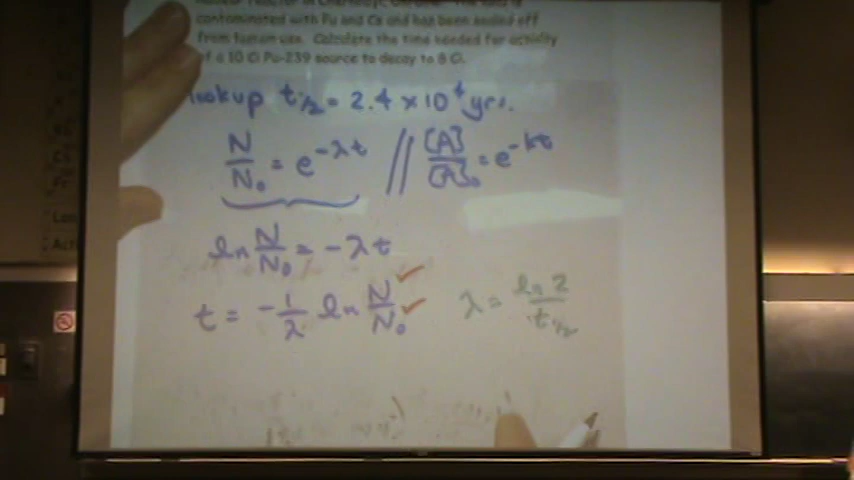 contaminated with Pu and Cs and has been sealed off
from human use. Calculate the time needed for activity
of a 10 Ci Pu-239 source to decay to 8 Ci.
lookup t1/2 = 2.4 × 10^4 yrs.
N/N₀ = e^-λt // [A]/[A]₀ = e^-kt
ln N/N₀ = -λt
t = -1/λ ln N/N₀ λ = ln 2/t1/2